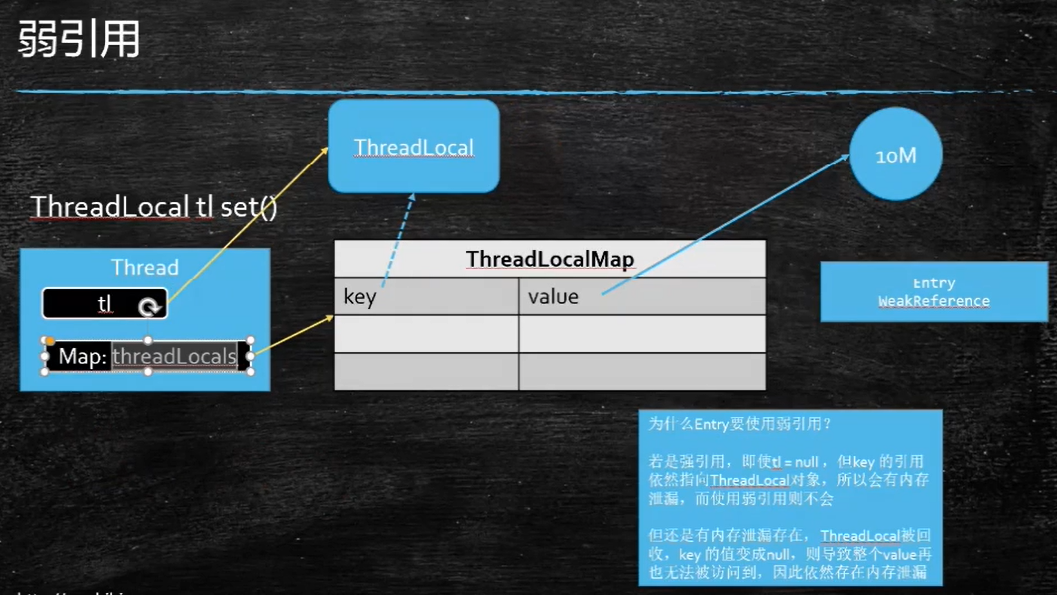 弱引用
ThreadLocal
10M
ThreadLocal tl set()
Thread
tl
Map: threadLocals
ThreadLocalMap
key
value
Entry
WeakReference
为什么Entry要使用弱引用？
若是强引用，即使tl = null，但key 的引用
依然指向ThreadLocal对象，所以会有内存
泄漏，而使用弱引用则不会
但还是有内存泄漏存在，ThreadLocal被回
收，key 的值变成null，则导致整个value再
也无法被访问到，因此依然存在内存泄漏